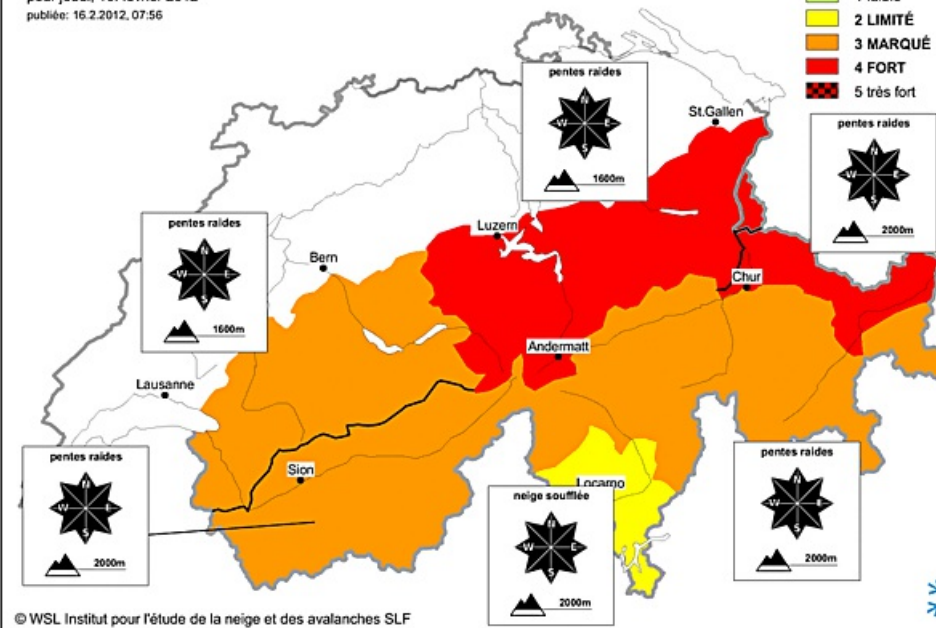 publiée: 16.2.2012, 07:56
2 LIMITÉ
3 MARQUÉ
4 FORT
5 très fort
pentes raides
N
W E
S
1600m
St.Gallen
pentes raides
N
W E
S
2000m
pentes raides
N
W E
S
1600m
Luzern
Bern
Chur
Andermatt
Lausanne
pentes raides
N
W E
S
2000m
Sion
Locarno
neige soufflée
N
W E
S
2000m
pentes raides
N
W E
S
2000m
© WSL Institut pour l'étude de la neige et des avalanches SLF